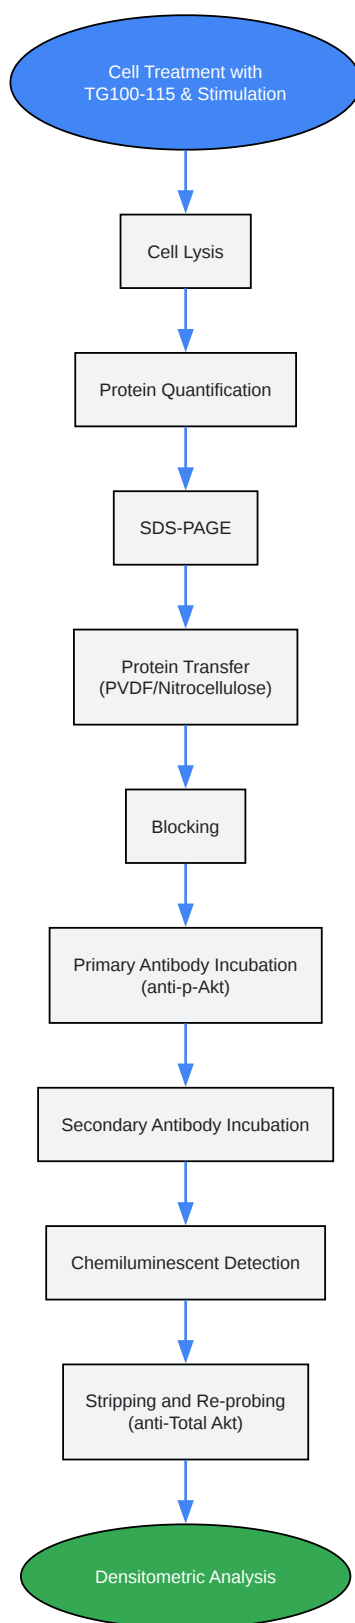 Cell Treatment with
TG100-115 & Stimulation
Cell Lysis
Protein Quantification
SDS-PAGE
Protein Transfer
(PVDF/Nitrocellulose)
Blocking
Primary Antibody Incubation
(anti-p-Akt)
Secondary Antibody Incubation
Chemiluminescent Detection
Stripping and Re-probing
(anti-Total Akt)
Densitometric Analysis